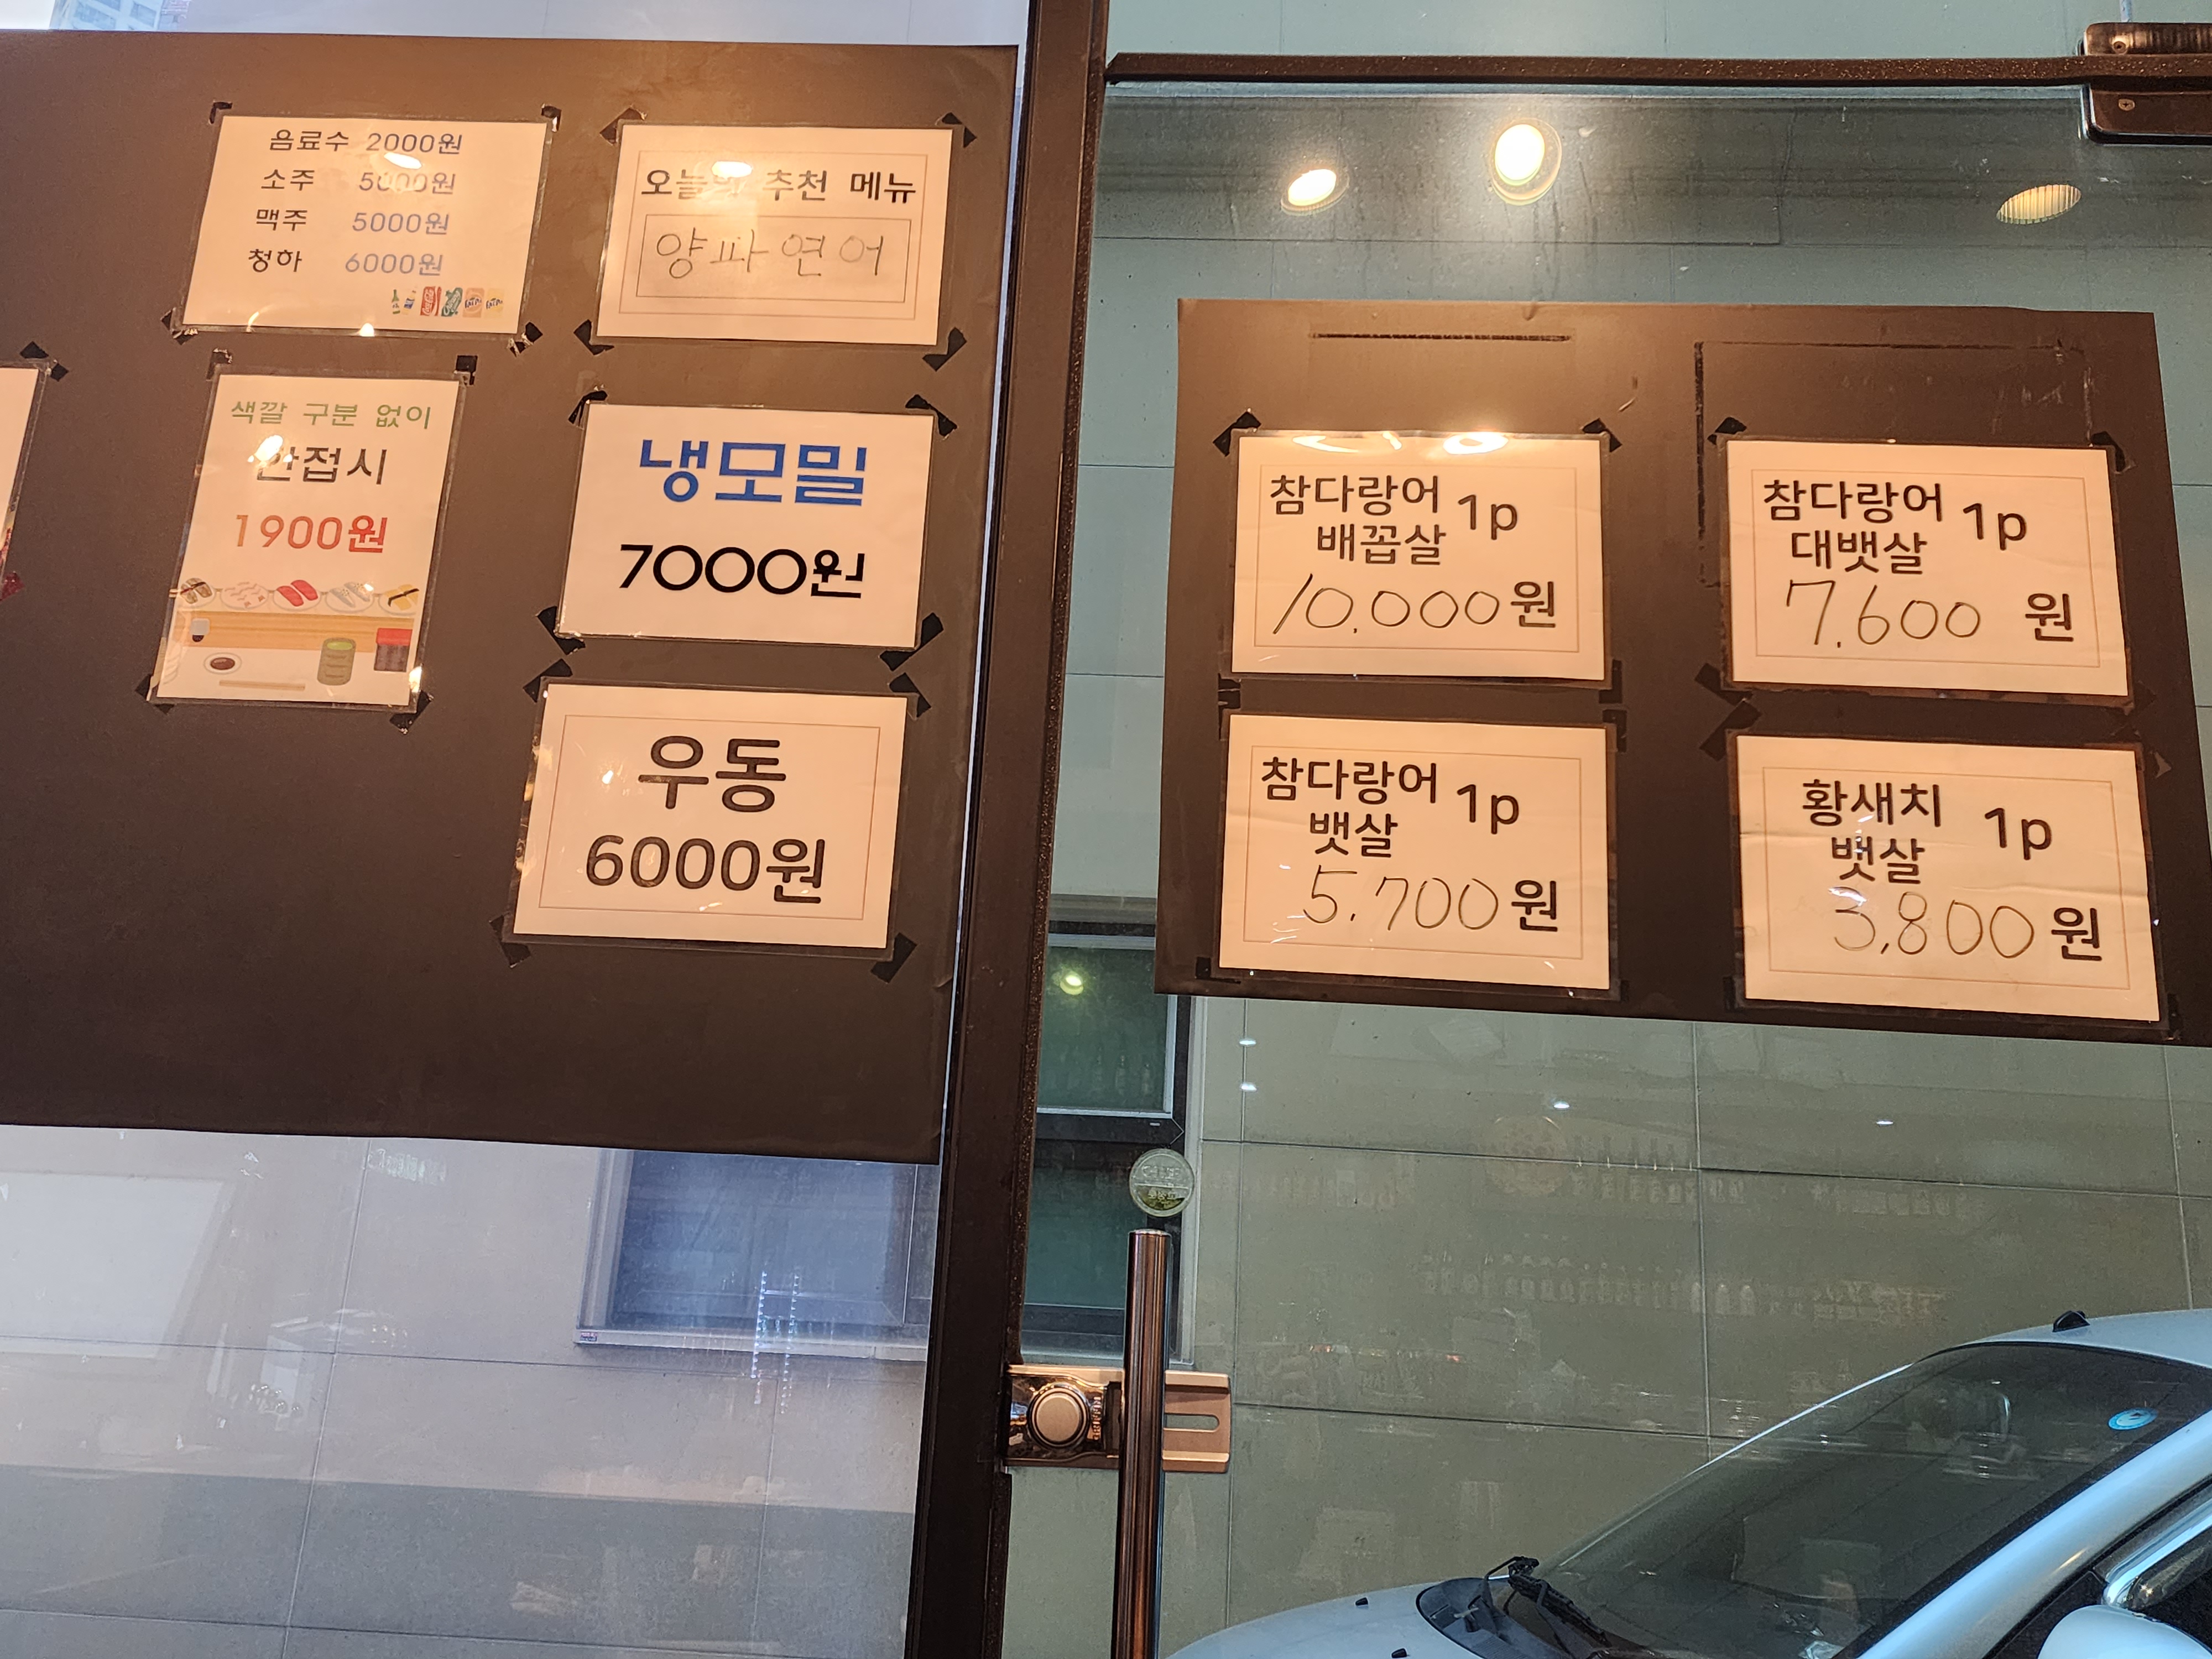 음료수 2000원
소주 5000원
맥주 5000원
청하 6000원
오늘의 추천 메뉴
양파연어
색깔 구분 없이
한접시
1900원
냉모밀
7000원
우동
6000원
참다랑어 1p
배꼽살
10.000원
참다랑어 1p
대뱃살
7.600 원
참다랑어 1p
뱃살
5.700원
황새치 1p
뱃살
3,800원